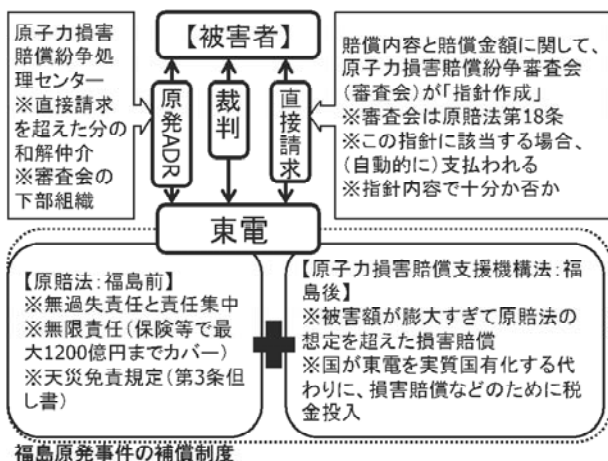 原子力損害
賠償紛争処
理センター
※直接請求
を超えた分の
和解仲介
※審査会の
下部組織
【被害者】
原発ADR
裁判
直接請求
賠償内容と賠償金額に関して、
原子力損害賠償紛争審査会
(審査会)が「指針作成」
※審査会は原賠法第18条
※この指針に該当する場合、
(自動的に)支払われる
※指針内容で十分か否か
東電
【原賠法：福島前】
※無過失責任と責任集中
※無限責任(保険等で最
大1200億円までカバー)
※天災免責規定(第3条但
し書)
【原子力損害賠償支援機構法：福
島後】
※被害額が膨大すぎて原賠法の
想定を超えた損害賠償
※国が東電を実質国有化する代
わりに、損害賠償などのために税
金投入
福島原発事件の補償制度